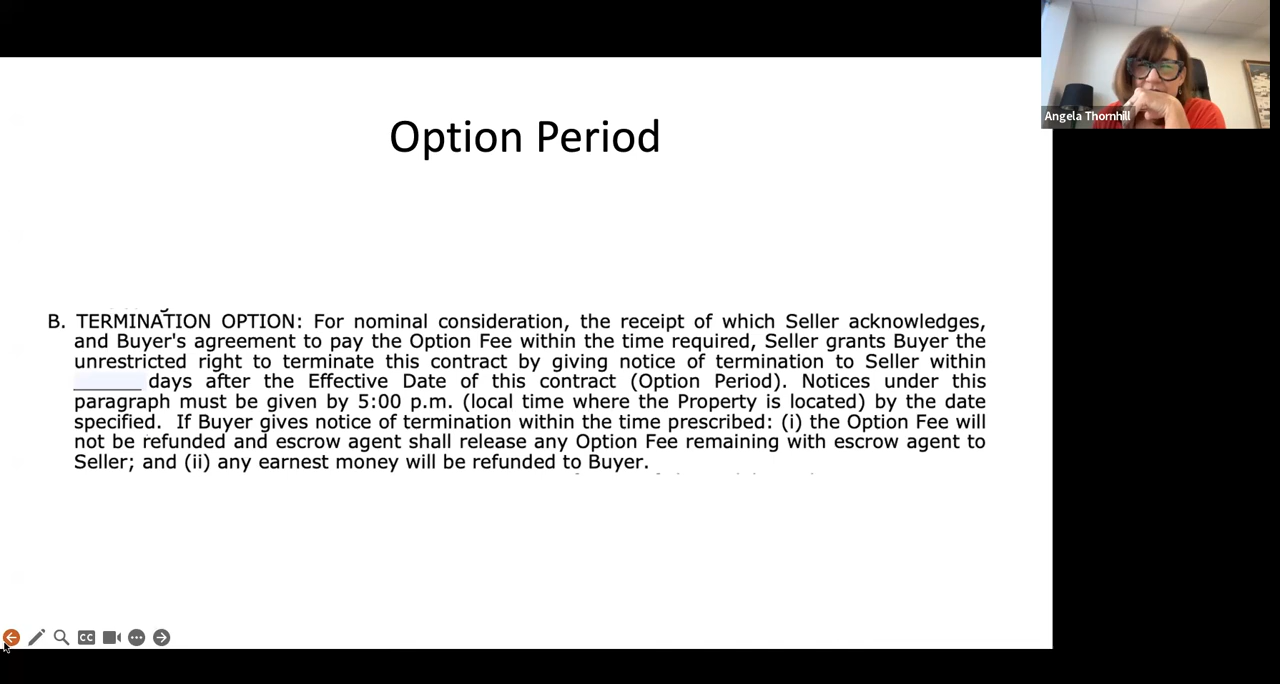 Angela Thornhill
Option Period
B. TERMINATION OPTION: For nominal consideration, the receipt of which Seller acknowledges,
and Buyer's agreement to pay the Option Fee within the time required, Seller grants Buyer the
unrestricted right to terminate this contract by giving notice of termination to Seller within
_______ days after the Effective Date of this contract (Option Period). Notices under this
paragraph must be given by 5:00 p.m. (local time where the Property is located) by the date
specified. If Buyer gives notice of termination within the time prescribed: (i) the Option Fee will
not be refunded and escrow agent shall release any Option Fee remaining with escrow agent to
Seller; and (ii) any earnest money will be refunded to Buyer.
CC